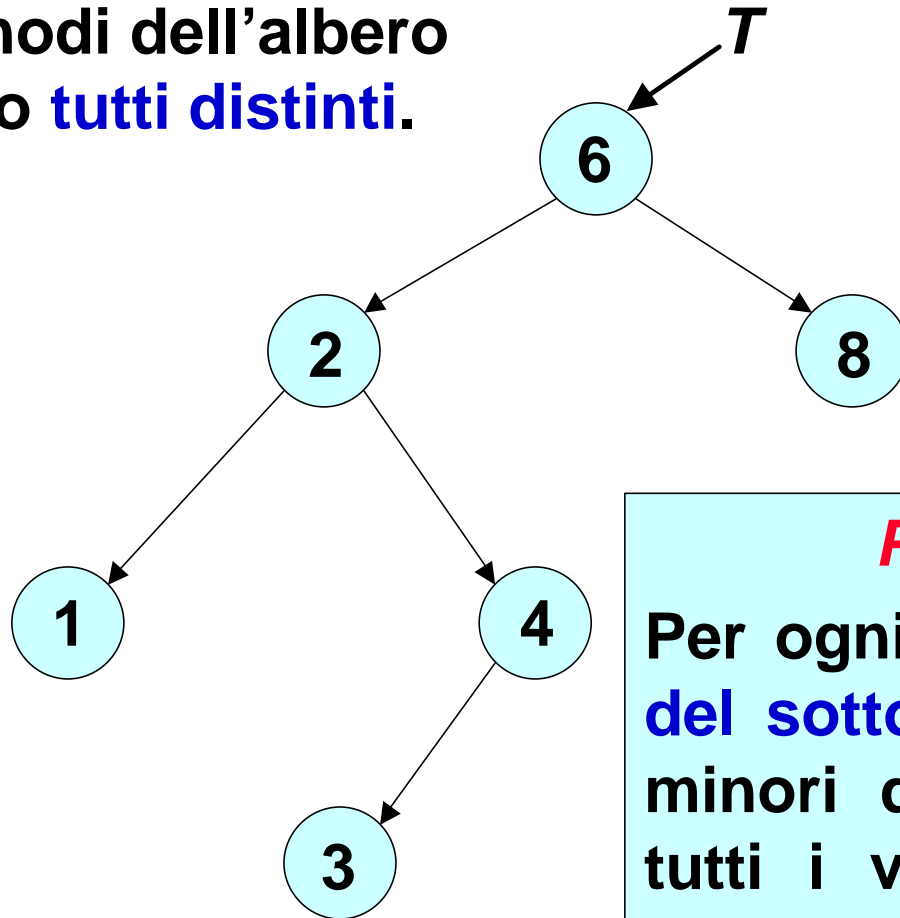 nodi dell'albero
o tutti distinti.
T
6
2
8
1
4
3
P
Per ogni
del sotto
minori
tutti i v